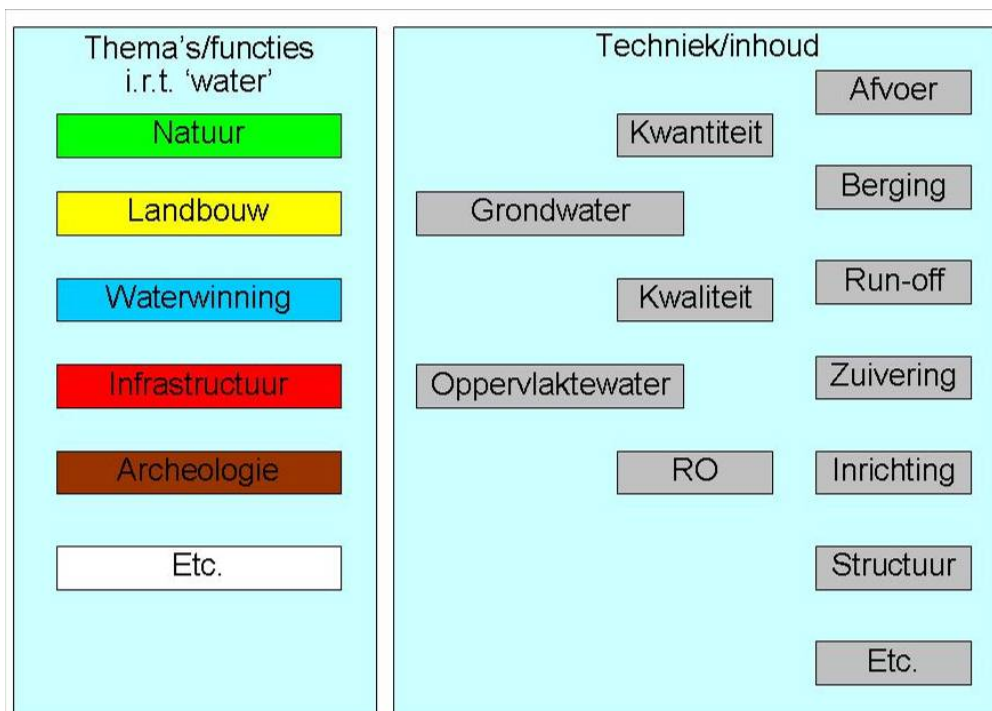 Thema's/functies
i.r.t. 'water'
Natuur
Landbouw
Waterwinning
Infrastructuur
Archeologie
Etc.
Techniek/inhoud
Grondwater
Oppervlaktewater
Kwantiteit
Kwaliteit
RO
Afvoer
Berging
Run-off
Zuivering
Inrichting
Structuur
Etc.